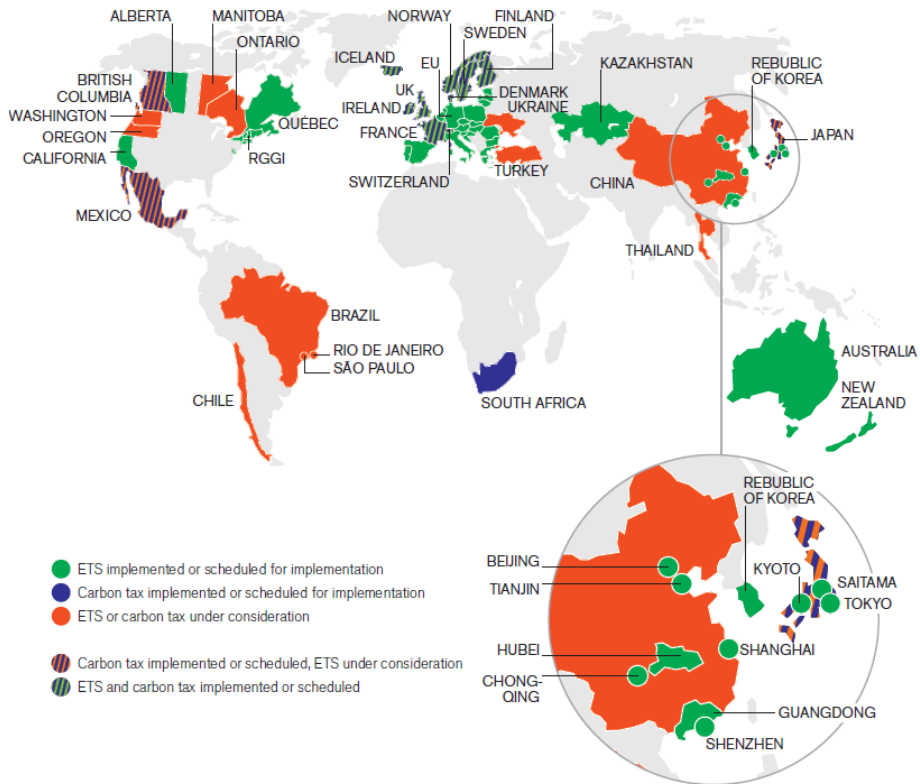 ALBERTA
MANITOBA
ONTARIO
BRITISH
COLUMBIA
WASHINGTON
OREGON
CALIFORNIA
QUÉBEC
RGGI
MEXICO
NORWAY
FINLAND
SWEDEN
ICELAND
EU
UK
IRELAND
FRANCE
DENMARK
UKRAINE
SWITZERLAND
TURKEY
KAZAKHSTAN
REPUBLIC
OF KOREA
JAPAN
CHINA
THAILAND
BRAZIL
RIO DE JANEIRO
SÃO PAULO
CHILE
SOUTH AFRICA
AUSTRALIA
NEW
ZEALAND
REBUBLIC
OF KOREA
BEIJING
TIANJIN
KYOTO
SAITAMA
TOKYO
HUBEI
SHANGHAI
CHONG-
QING
GUANGDONG
SHENZHEN
ETS implemented or scheduled for implementation
Carbon tax implemented or scheduled for implementation
ETS or carbon tax under consideration
Carbon tax implemented or scheduled, ETS under consideration
ETS and carbon tax implemented or scheduled